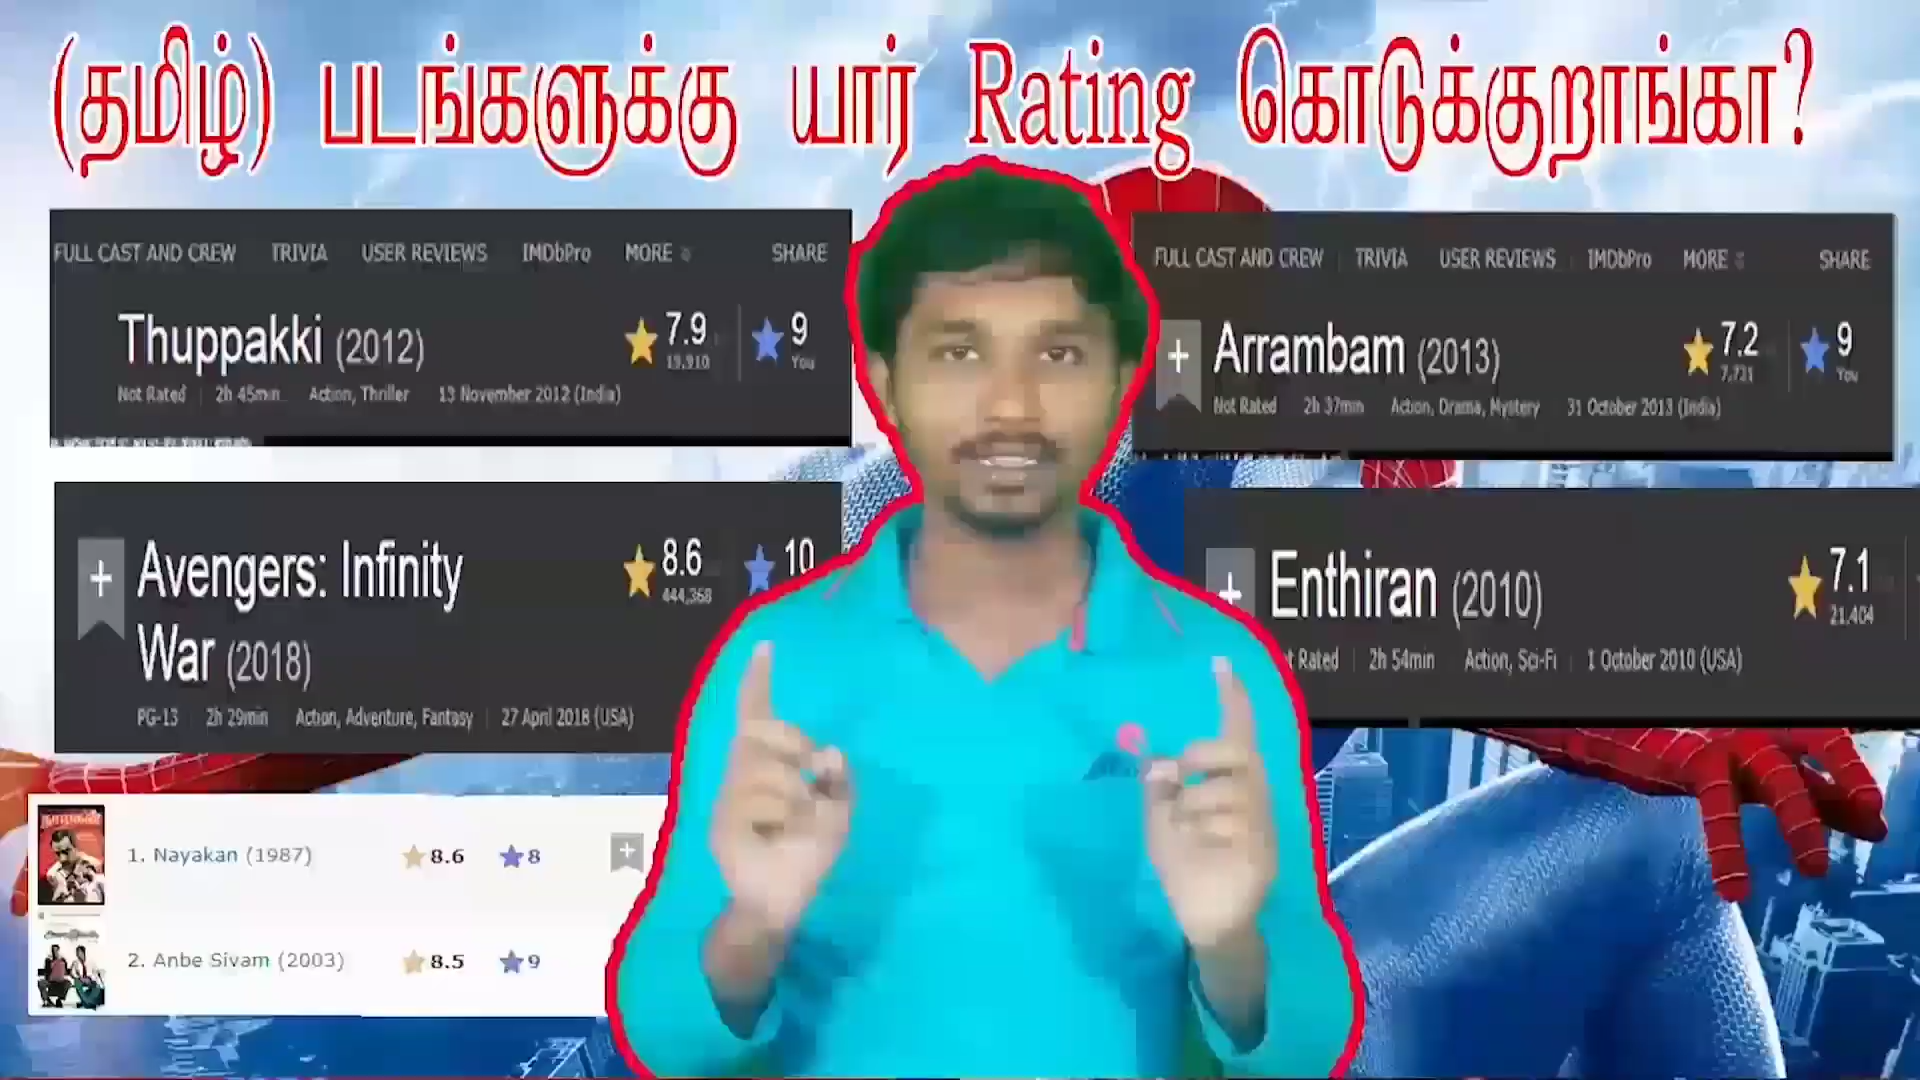 (தமிழ்) படங்களுக்கு யார் Rating கொடுக்குறாங்கா?
FULL CAST AND CREW TRIVIA USER REVIEWS IMDbPro MORE SHARE
Thuppakki (2012) 7.9 9
13,910 You
Not Rated 2h 45min Action, Thriller 13 November 2012 (India)
FULL CAST AND CREW TRIVIA USER REVIEWS IMDbPro MORE SHARE
+ Arrambam (2013) 7.2 9
7,721 You
Not Rated 2h 37min Action, Drama, Mystery 31 October 2013 (India)
+ Avengers: Infinity 8.6 10
444,368
War (2018)
PG-13 2h 29min Action, Adventure, Fantasy 27 April 2018 (USA)
+ Enthiran (2010) 7.1
21,404
Rated 2h 54min Action, Sci-Fi 1 October 2010 (USA)
நாயகன்
1. Nayakan (1987) 8.6 8 +
2. Anbe Sivam (2003) 8.5 9